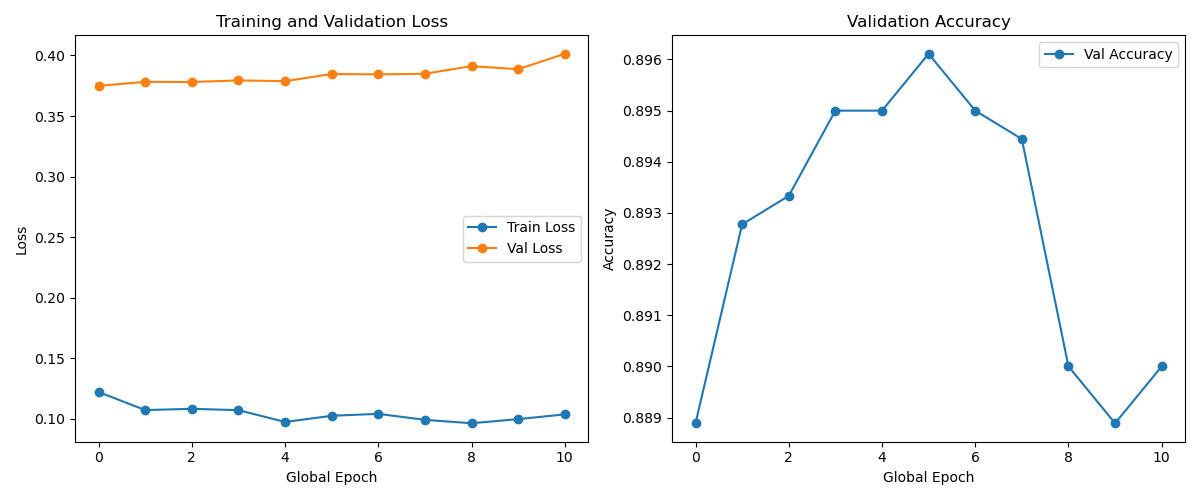 Training and Validation Loss
0.40
0.35
0.30
0.25
0.20
0.15
0.10
Loss
Train Loss
Val Loss
0 2 4 6 8 10
Global Epoch
Validation Accuracy
0.896
0.895
0.894
0.893
0.892
0.891
0.890
0.889
Accuracy
Val Accuracy
0 2 4 6 8 10
Global Epoch